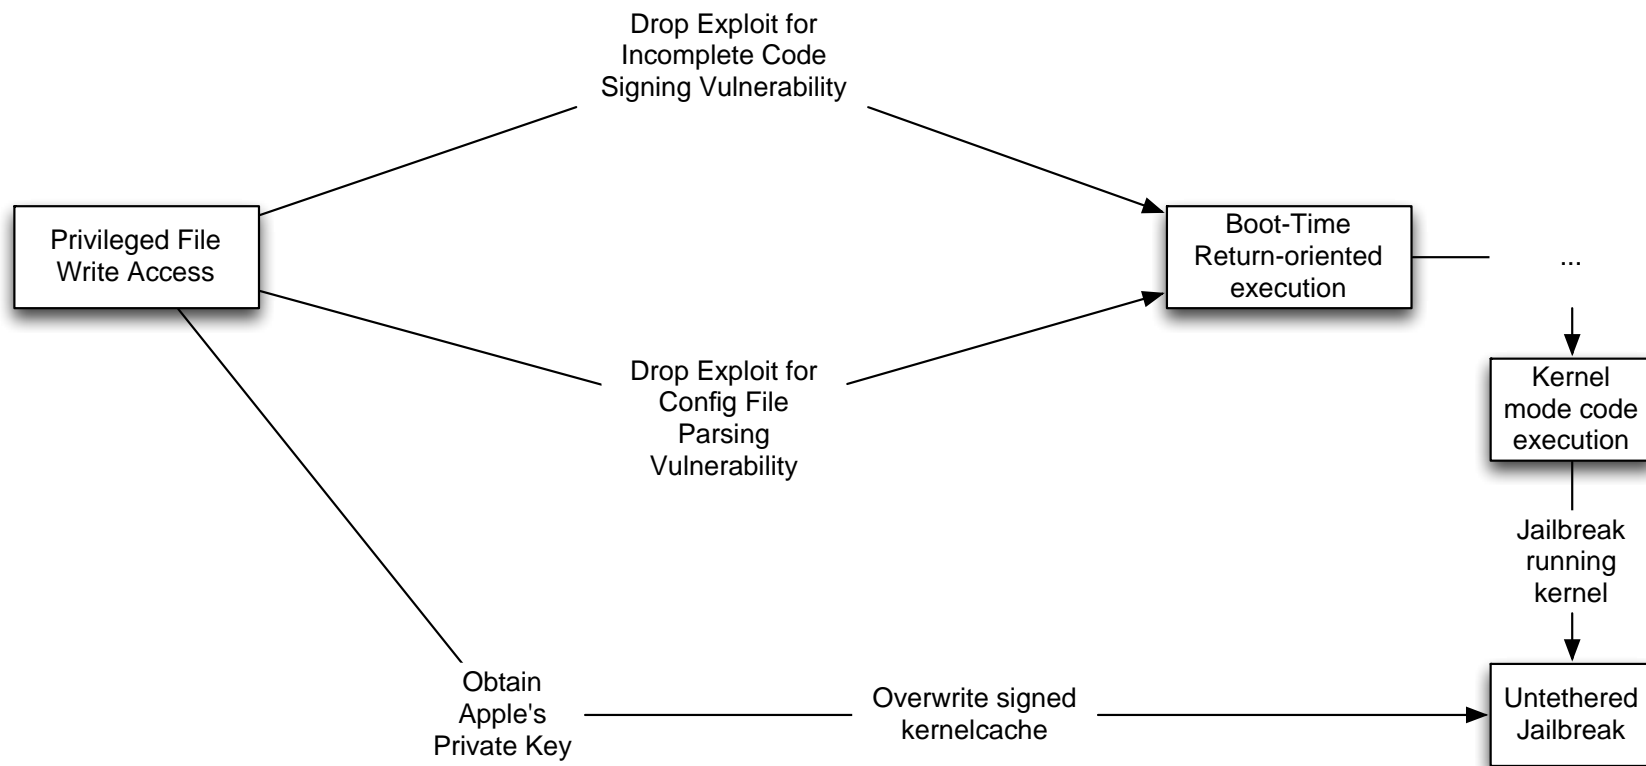 Drop Exploit for
Incomplete Code
Signing Vulnerability
Privileged File
Write Access
Boot-Time
Return-oriented
execution
...
Drop Exploit for
Config File
Parsing
Vulnerability
Kernel
mode code
execution
Jailbreak
running
kernel
Obtain
Apple's
Private Key
Overwrite signed
kernelcache
Untethered
Jailbreak